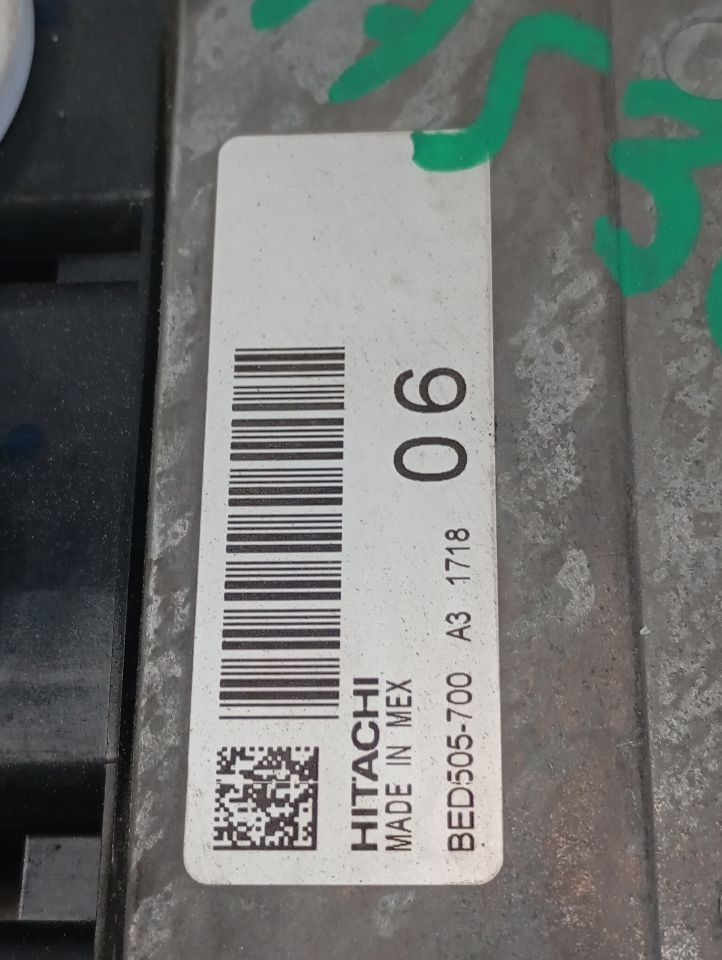 HITACHI
MADE IN MEX
06
BED505-700 A3 1718